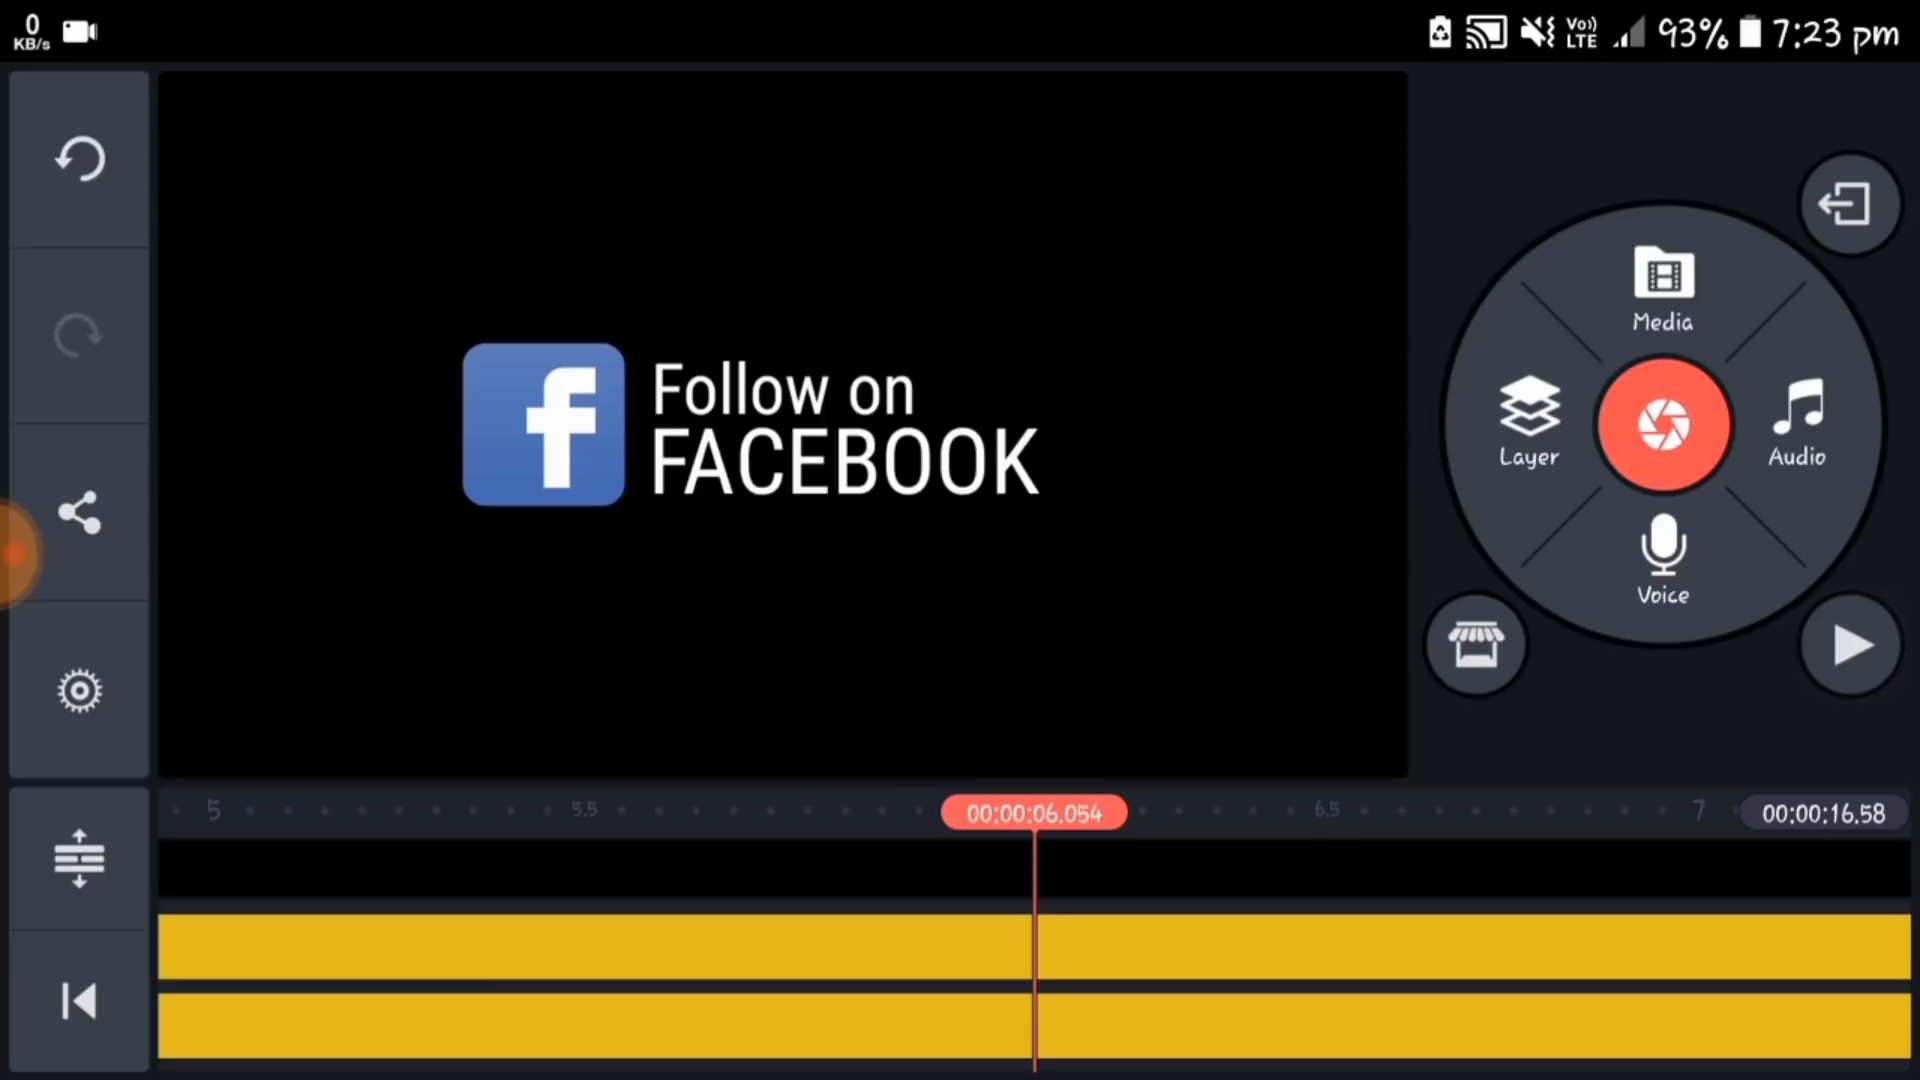 0
KB/s
Vo))
LTE
93%
7:23 pm
Media
Layer
Audio
Voice
Follow on
FACEBOOK
5
5.5
00:00:06.054
6.5
7
00:00:16.58